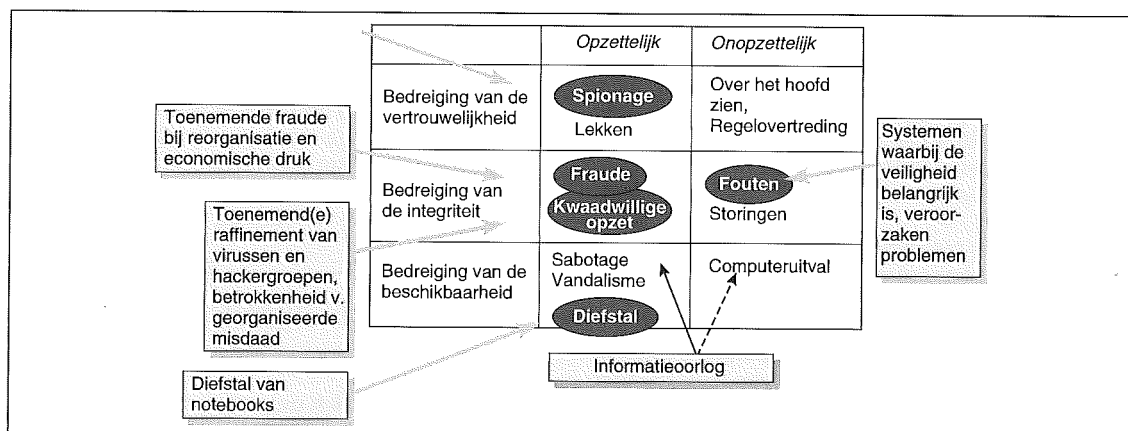 Opzettelijk
Onopzettelijk
Bedreiging van de
vertrouwelijkheid
Spionage
Lekken
Over het hoofd
zien,
Regelovertreding
Bedreiging van
de integriteit
Fraude
Kwaadwillige
opzet
Fouten
Storingen
Bedreiging van de
beschikbaarheid
Sabotage
Vandalisme
Diefstal
Computeruitval
Toenemende fraude
bij reorganisatie en
economische druk
Toenemend(e)
raffinement van
virussen en
hackergroepen,
betrokkenheid v.
georganiseerde
misdaad
Diefstal van
notebooks
Systemen
waarbij de
veiligheid
belangrijk
is, veroor-
zaken
problemen
Informatieoorlog